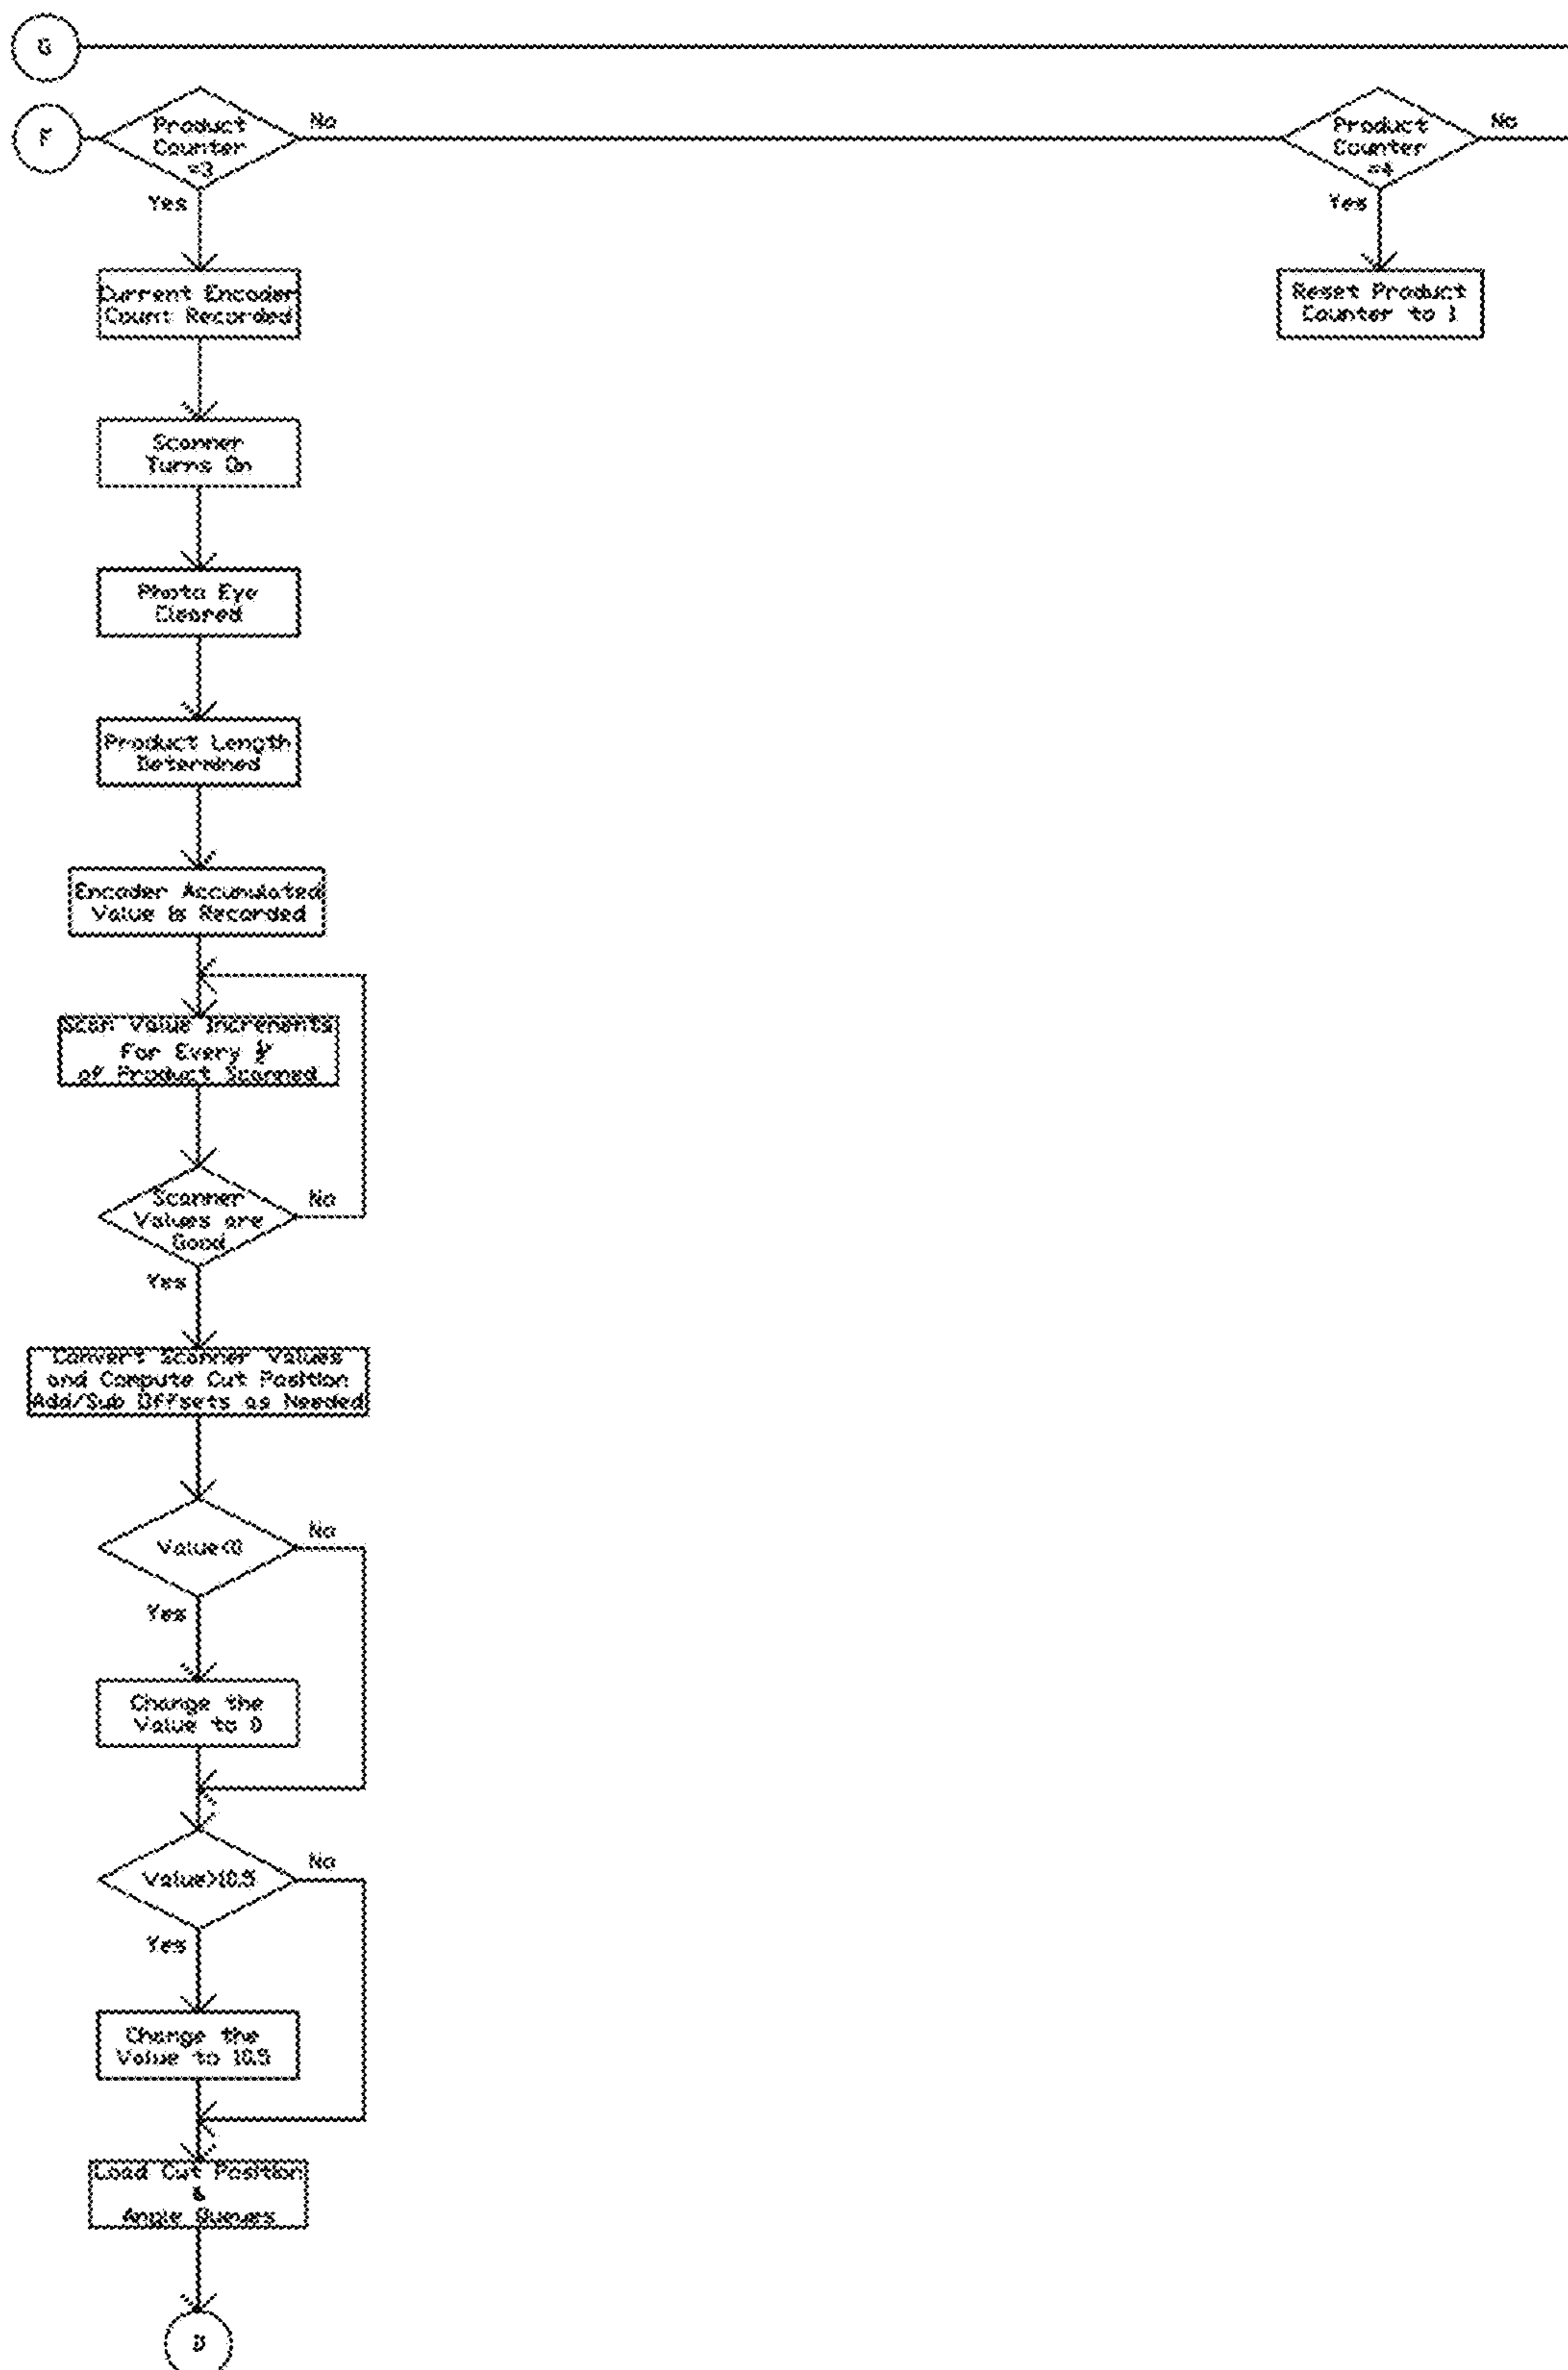 G
F
Product
Counter
=3
No
Yes
Product
Counter
=4
No
Yes
Current Encoder
Count Recorded
Reset Product
Counter to 1
Scanner
Turns On
Photo Eye
Cleared
Product Length
Determined
Encoder Accumulated
Value is Recorded
Scan Value Increments
For Every
of Product Scanned
Scanner
Values are
Good
No
Yes
Convert Scanner Values
and Compute Cut Position
Add/Sub Offsets as Needed
Value<0
No
Yes
Change the
Value to 0
Value>10.5
No
Yes
Change the
Value to 10.5
Load Cut Position
&
Angle Queues
D